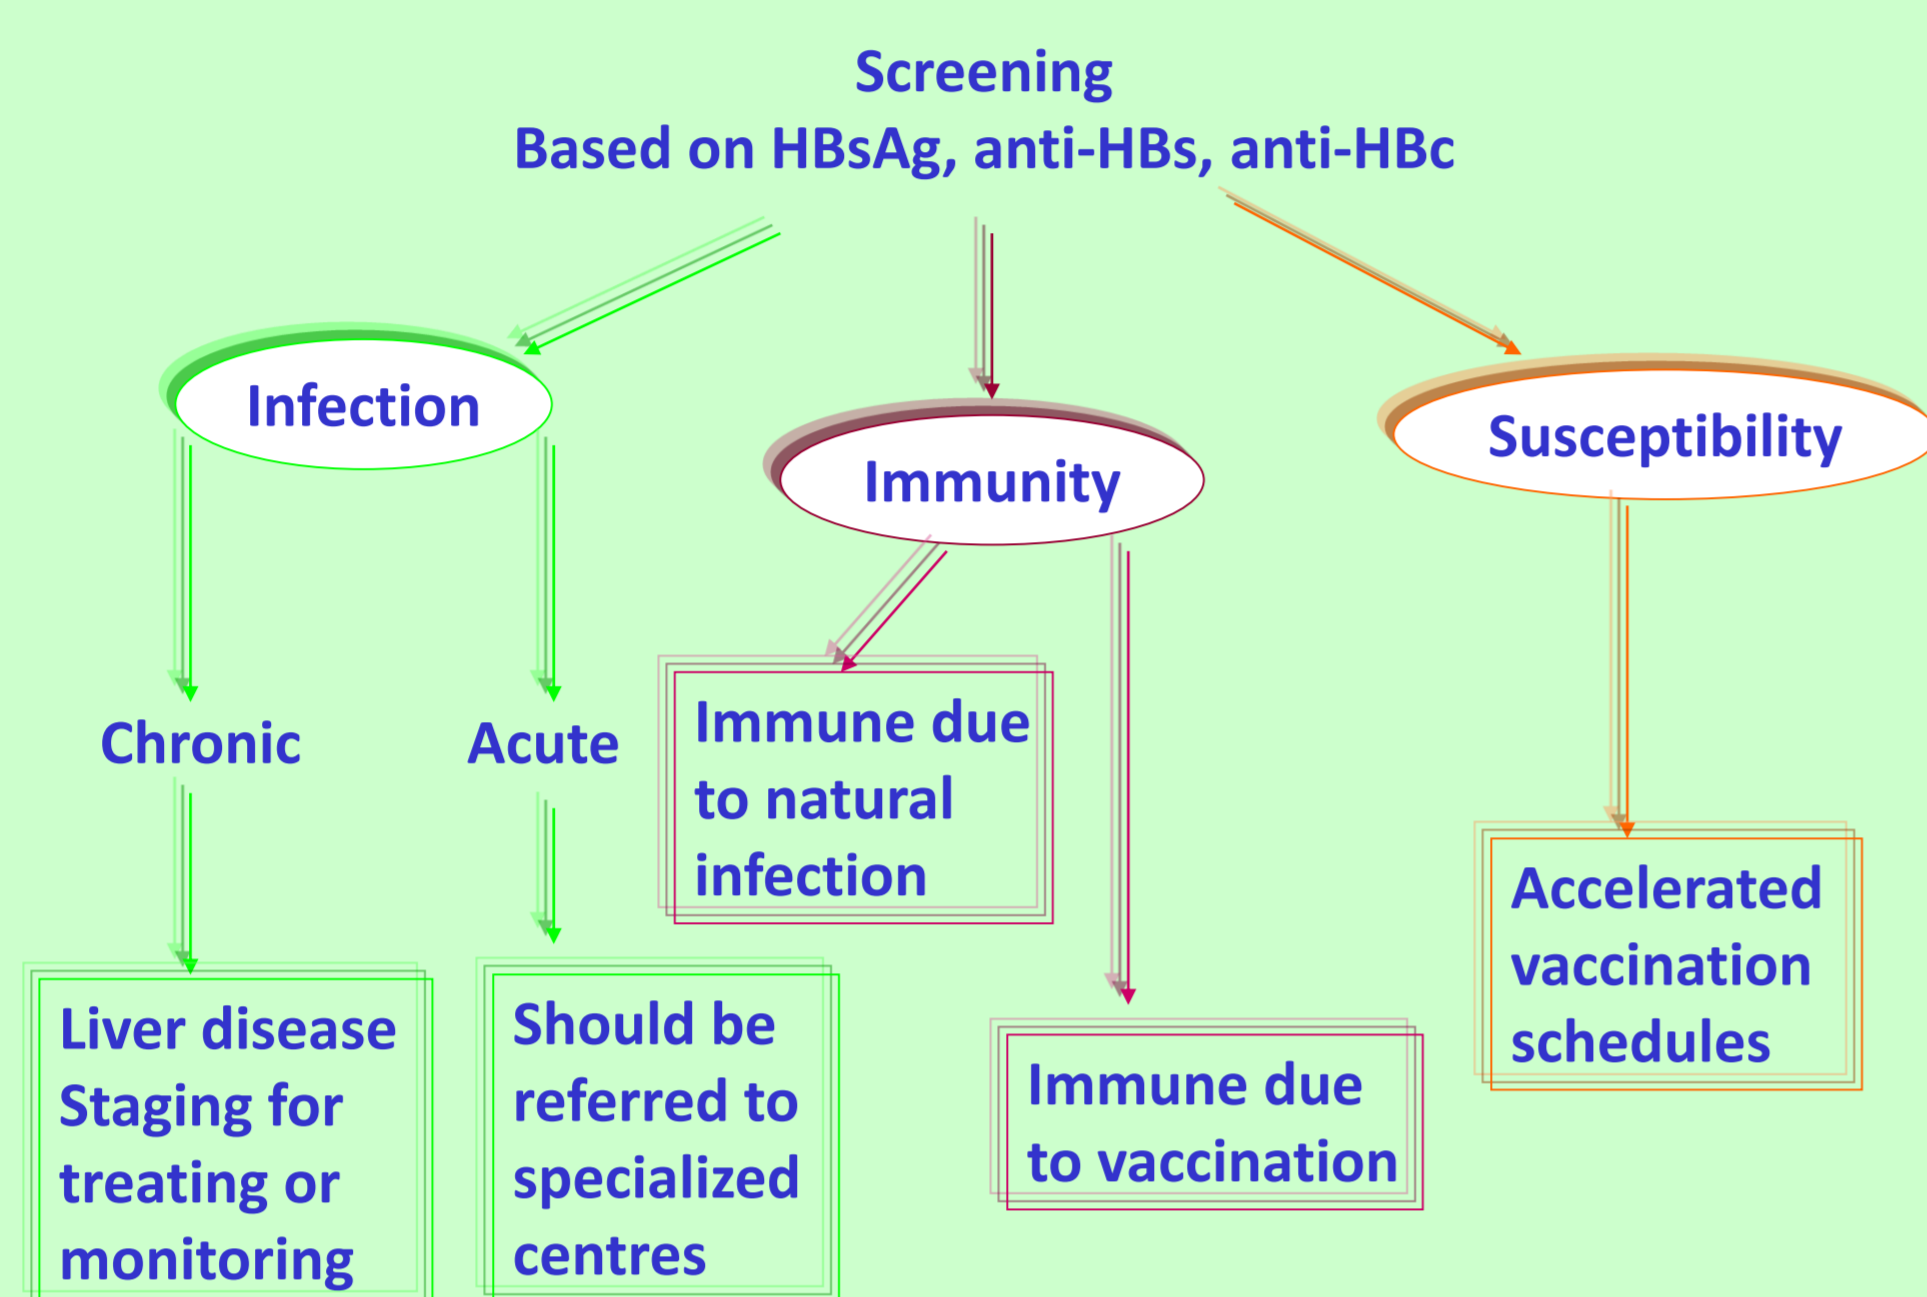 Screening
Based on HBsAg, anti-HBs, anti-HBc
Infection
Immunity
Susceptibility
Chronic
Acute
Immune due
to natural
infection
Accelerated
vaccination
schedules
Liver disease
Staging for
treating or
monitoring
Should be
referred to
specialized
centres
Immune due
to vaccination